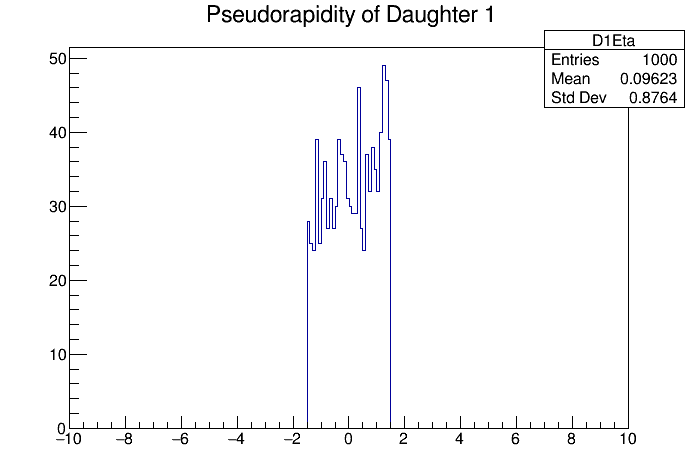 Pseudorapidity of Daughter 1
D1Eta
Entries 1000
Mean 0.09623
Std Dev 0.8764
50
40
30
20
10
0
−10 −8 −6 −4 −2 0 2 4 6 8 10